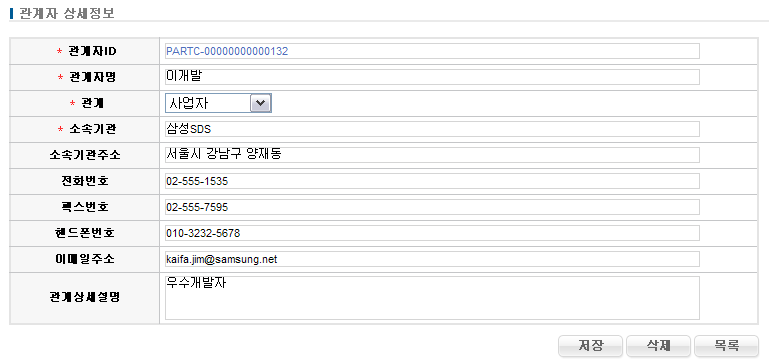 관계자 상세정보
* 관계자ID PARTC-00000000000132
* 관계자명 이개발
* 관계 사업자
* 소속기관 삼성SDS
소속기관주소 서울시 강남구 양재동
전화번호 02-555-1535
팩스번호 02-555-7595
핸드폰번호 010-3232-5678
이메일주소 kaifa.jim@samsung.net
관계상세설명 우수개발자
저장 삭제 목록